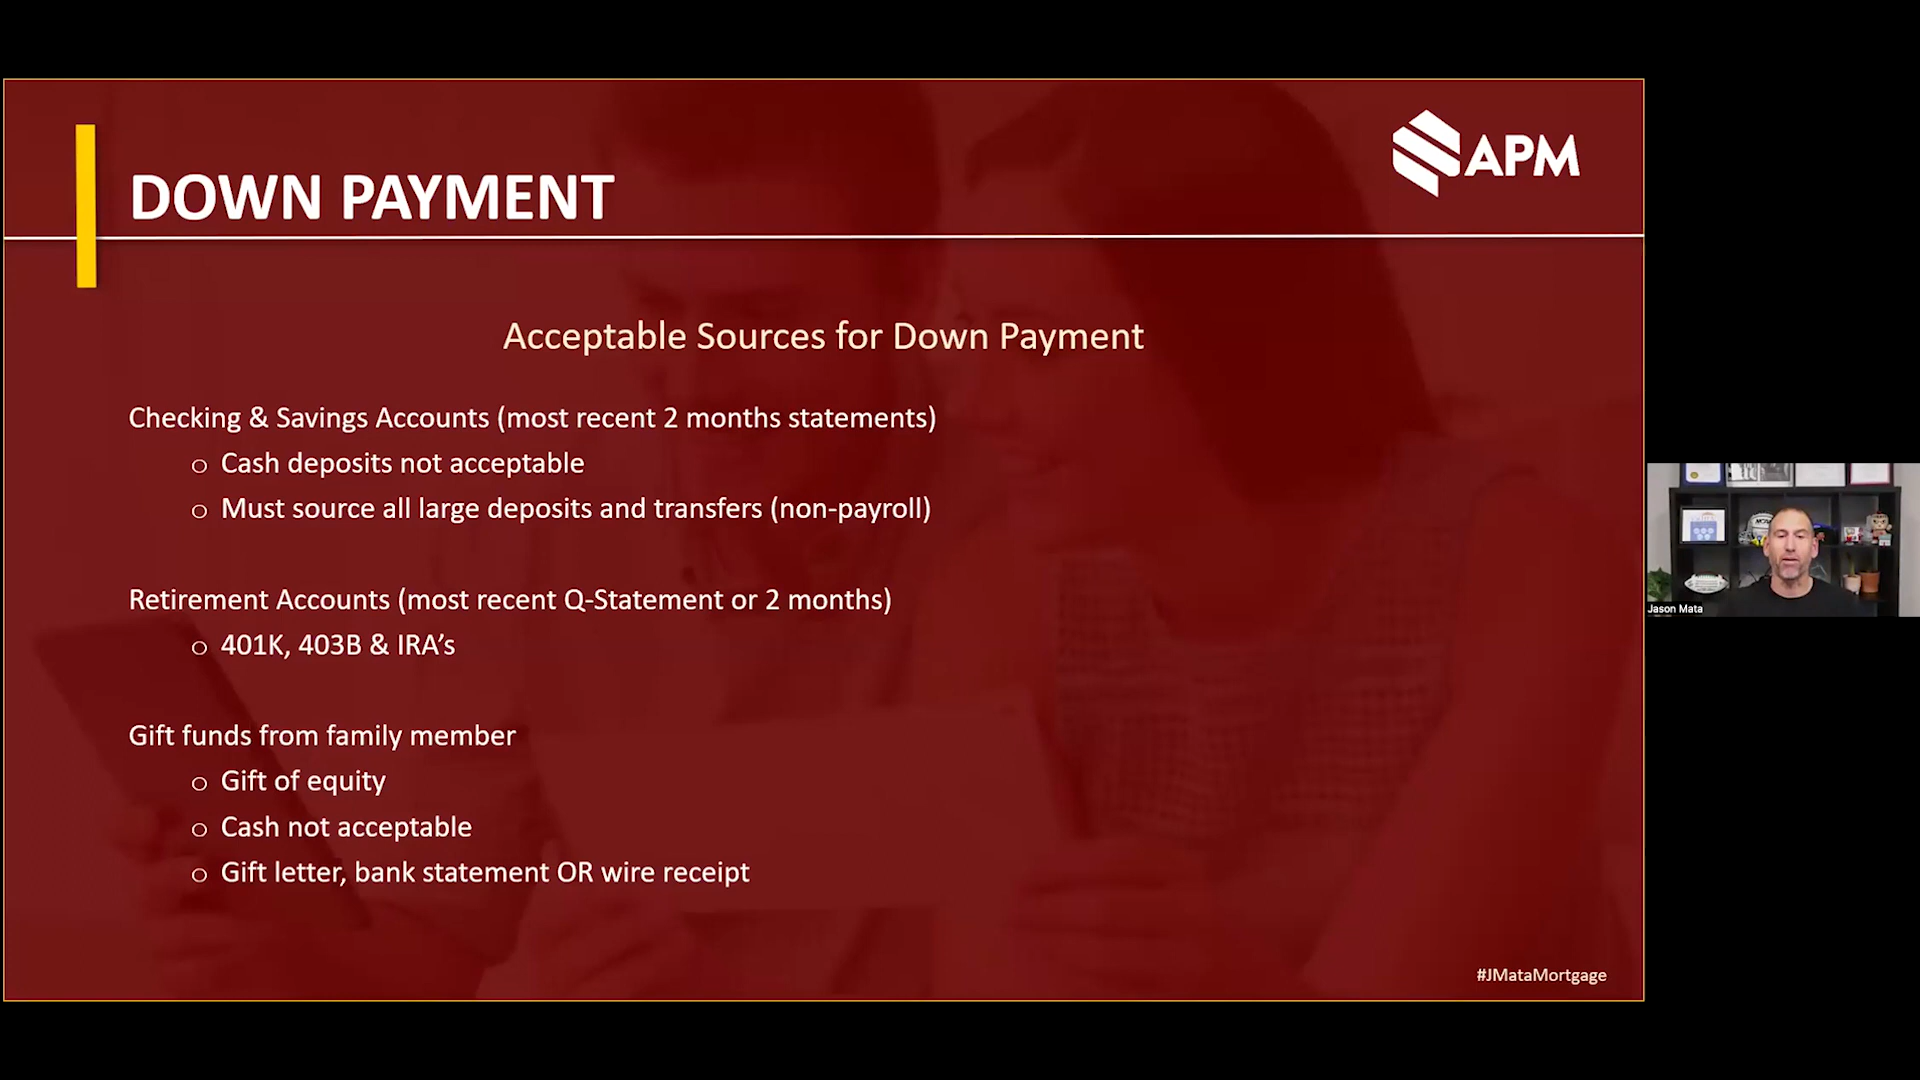 APM
DOWN PAYMENT
Acceptable Sources for Down Payment
Checking & Savings Accounts (most recent 2 months statements)
o Cash deposits not acceptable
o Must source all large deposits and transfers (non-payroll)
Retirement Accounts (most recent Q-Statement or 2 months)
o 401K, 403B & IRA’s
Gift funds from family member
o Gift of equity
o Cash not acceptable
o Gift letter, bank statement OR wire receipt
#JMataMortgage
Jason Mata